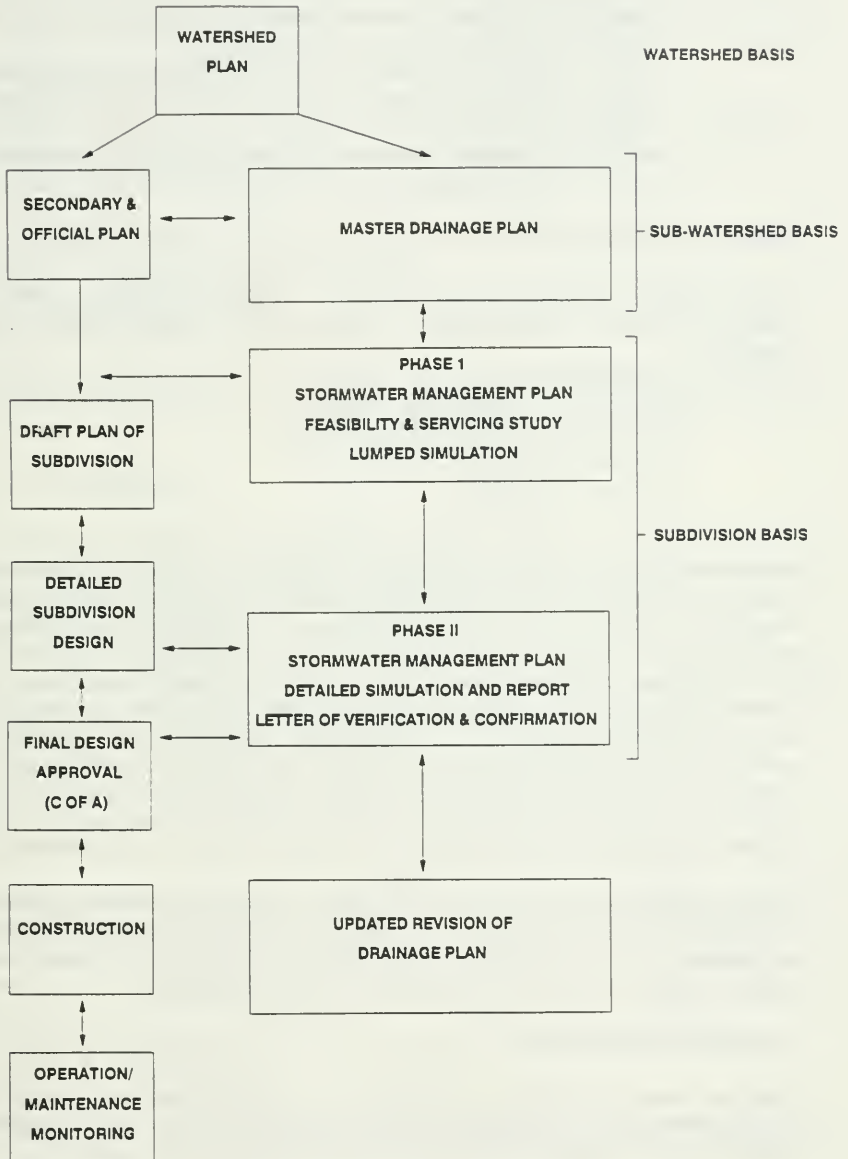 WATERSHED
PLAN
WATERSHED BASIS
SECONDARY &
OFFICIAL PLAN
MASTER DRAINAGE PLAN
SUB-WATERSHED BASIS
PHASE 1
STORMWATER MANAGEMENT PLAN
FEASIBILITY & SERVICING STUDY
LUMPED SIMULATION
DRAFT PLAN OF
SUBDIVISION
SUBDIVISION BASIS
DETAILED
SUBDIVISION
DESIGN
PHASE II
STORMWATER MANAGEMENT PLAN
DETAILED SIMULATION AND REPORT
LETTER OF VERIFICATION & CONFIRMATION
FINAL DESIGN
APPROVAL
(C OF A)
CONSTRUCTION
UPDATED REVISION OF
DRAINAGE PLAN
OPERATION/
MAINTENANCE
MONITORING